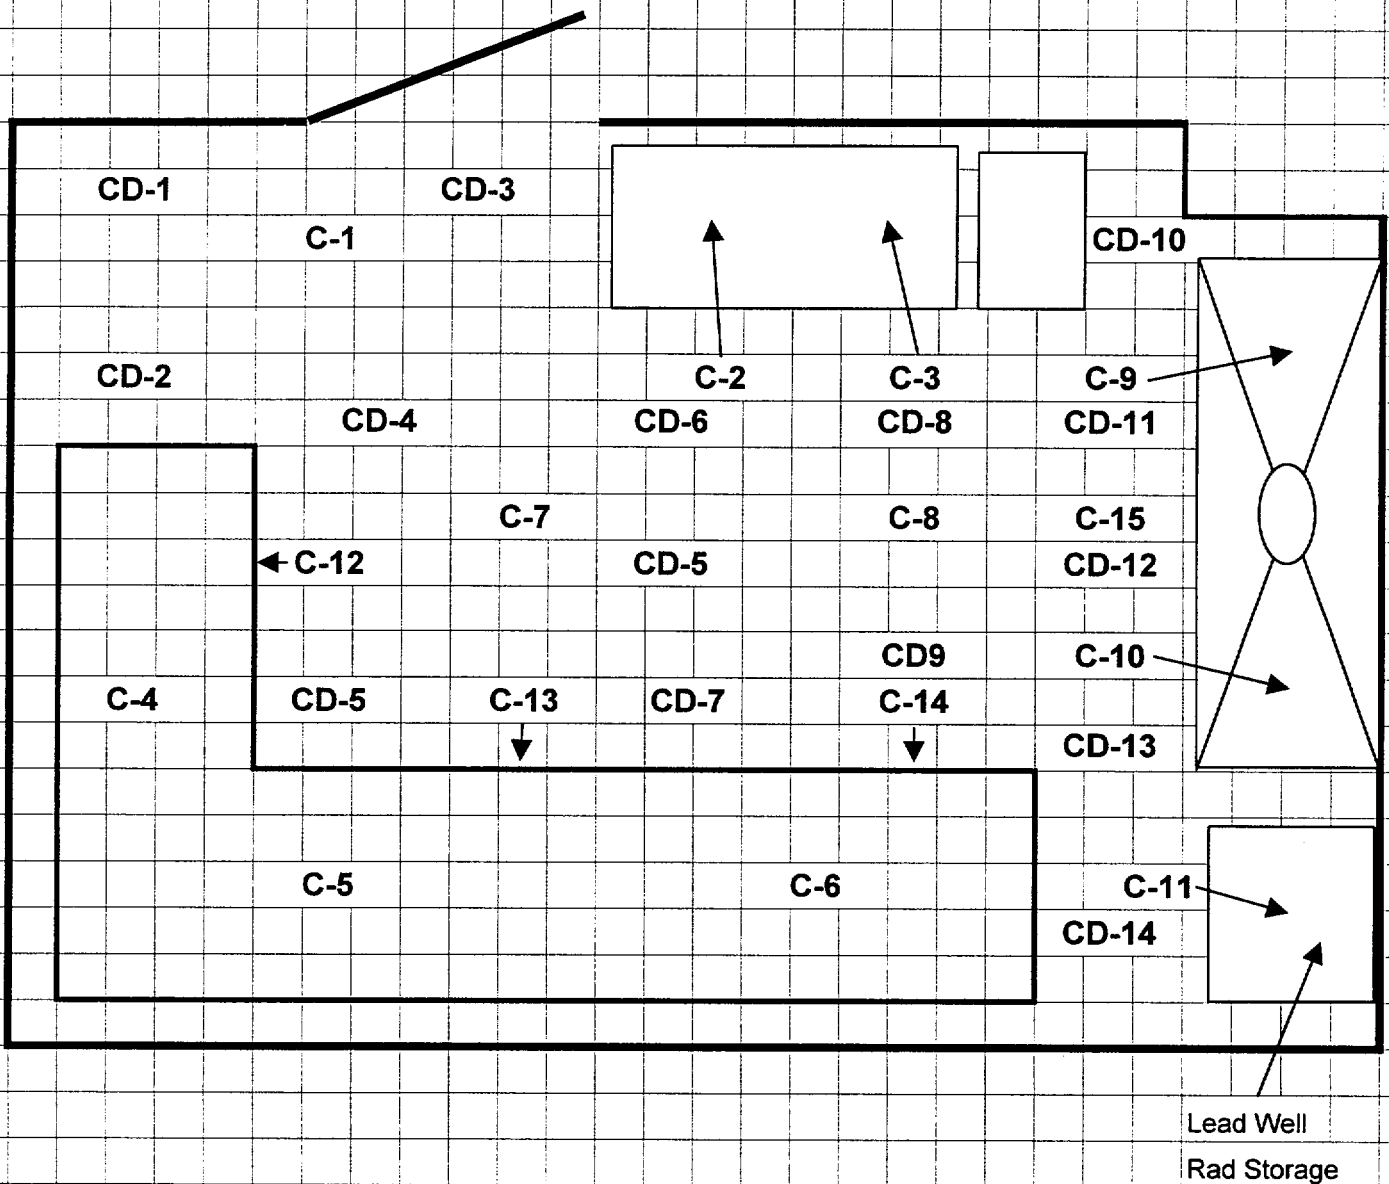 CD-1 CD-3
C-1 CD-10
CD-2 C-2 C-3 C-9
CD-4 CD-6 CD-8 CD-11
C-7 C-8 C-15
C-12 CD-5 CD-12
CD9 C-10
C-4 CD-5 C-13 CD-7 C-14
CD-13
C-5 C-6 C-11
CD-14
Lead Well
Rad Storage